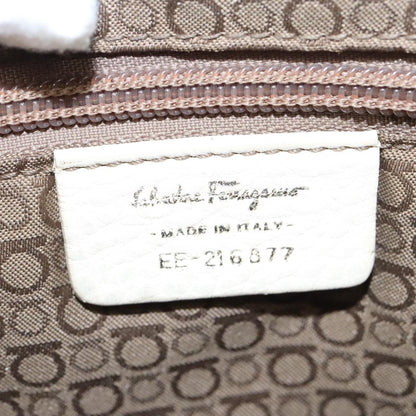 Salvatore Ferragamo
- MADE IN ITALY -
EE-216877